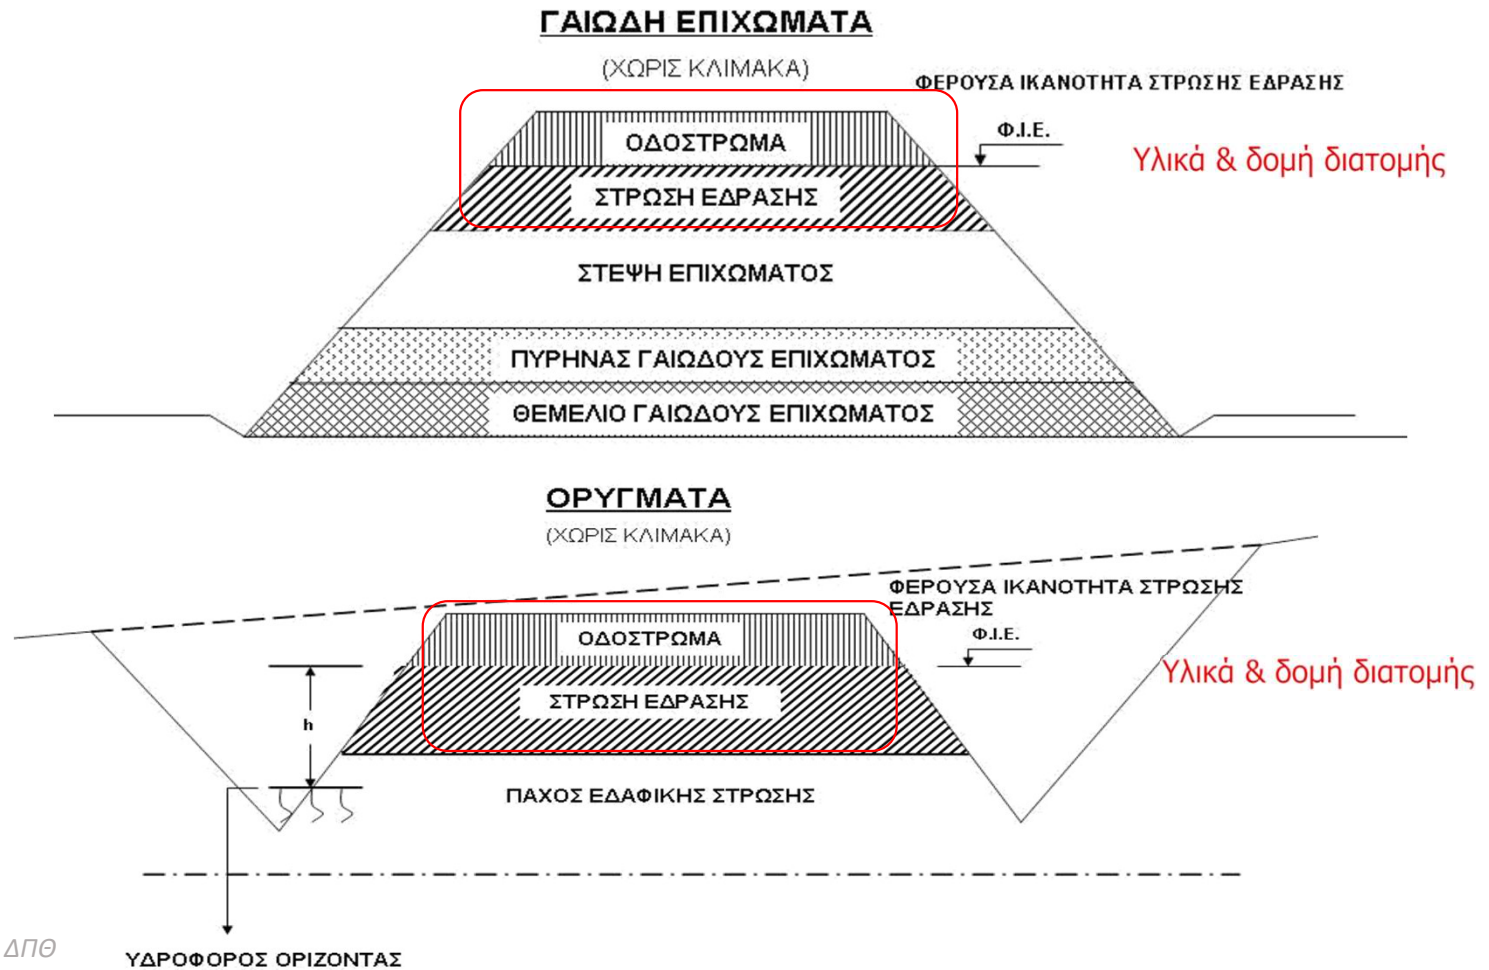 ΓΑΙΩΔΗ ΕΠΙΧΩΜΑΤΑ
(ΧΩΡΙΣ ΚΛΙΜΑΚΑ)
ΦΕΡΟΥΣΑ ΙΚΑΝΟΤΗΤΑ ΣΤΡΩΣΗΣ ΕΔΡΑΣΗΣ
Φ.Ι.Ε.
ΟΔΟΣΤΡΩΜΑ
Υλικά & δομή διατομής
ΣΤΡΩΣΗ ΕΔΡΑΣΗΣ
ΣΤΕΨΗ ΕΠΙΧΩΜΑΤΟΣ
ΠΥΡΗΝΑΣ ΓΑΙΩΔΟΥΣ ΕΠΙΧΩΜΑΤΟΣ
ΘΕΜΕΛΙΟ ΓΑΙΩΔΟΥΣ ΕΠΙΧΩΜΑΤΟΣ
ΟΡΥΓΜΑΤΑ
(ΧΩΡΙΣ ΚΛΙΜΑΚΑ)
ΦΕΡΟΥΣΑ ΙΚΑΝΟΤΗΤΑ ΣΤΡΩΣΗΣ
ΕΔΡΑΣΗΣ
Φ.Ι.Ε.
ΟΔΟΣΤΡΩΜΑ
Υλικά & δομή διατομής
ΣΤΡΩΣΗ ΕΔΡΑΣΗΣ
h
ΠΑΧΟΣ ΕΔΑΦΙΚΗΣ ΣΤΡΩΣΗΣ
ΔΠΘ
ΥΔΡΟΦΟΡΟΣ ΟΡΙΖΟΝΤΑΣ